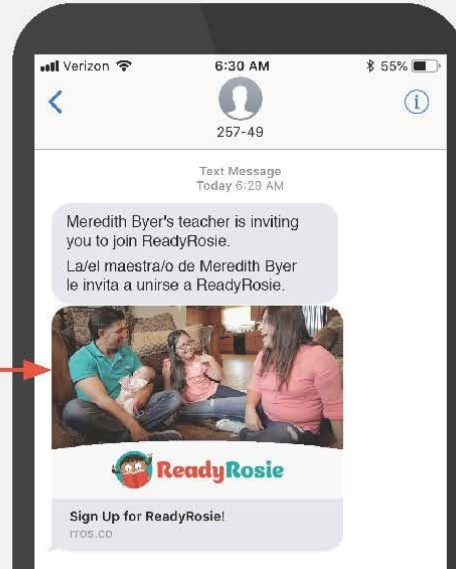 Verizon 6:30 AM 55%
257-49
Text Message
Today 6:29 AM
Meredith Byer's teacher is inviting
you to join ReadyRosie.
La/el maestra/o de Meredith Byer
le invita a unirse a ReadyRosie.
ReadyRosie
Sign Up for ReadyRosie!
rros.co